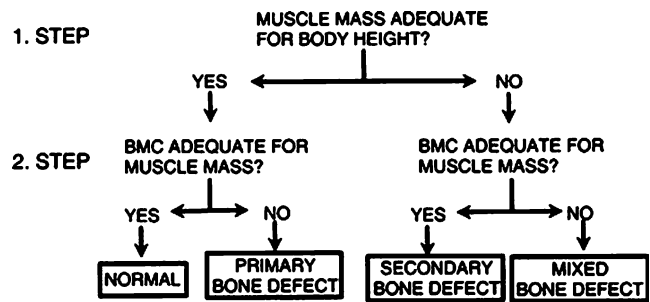 MUSCLE MASS ADEQUATE
FOR BODY HEIGHT?
1. STEP
YES
NO
2. STEP
BMC ADEQUATE FOR
MUSCLE MASS?
BMC ADEQUATE FOR
MUSCLE MASS?
YES
NO
YES
NO
NORMAL
PRIMARY
BONE DEFECT
SECONDARY
BONE DEFECT
MIXED
BONE DEFECT